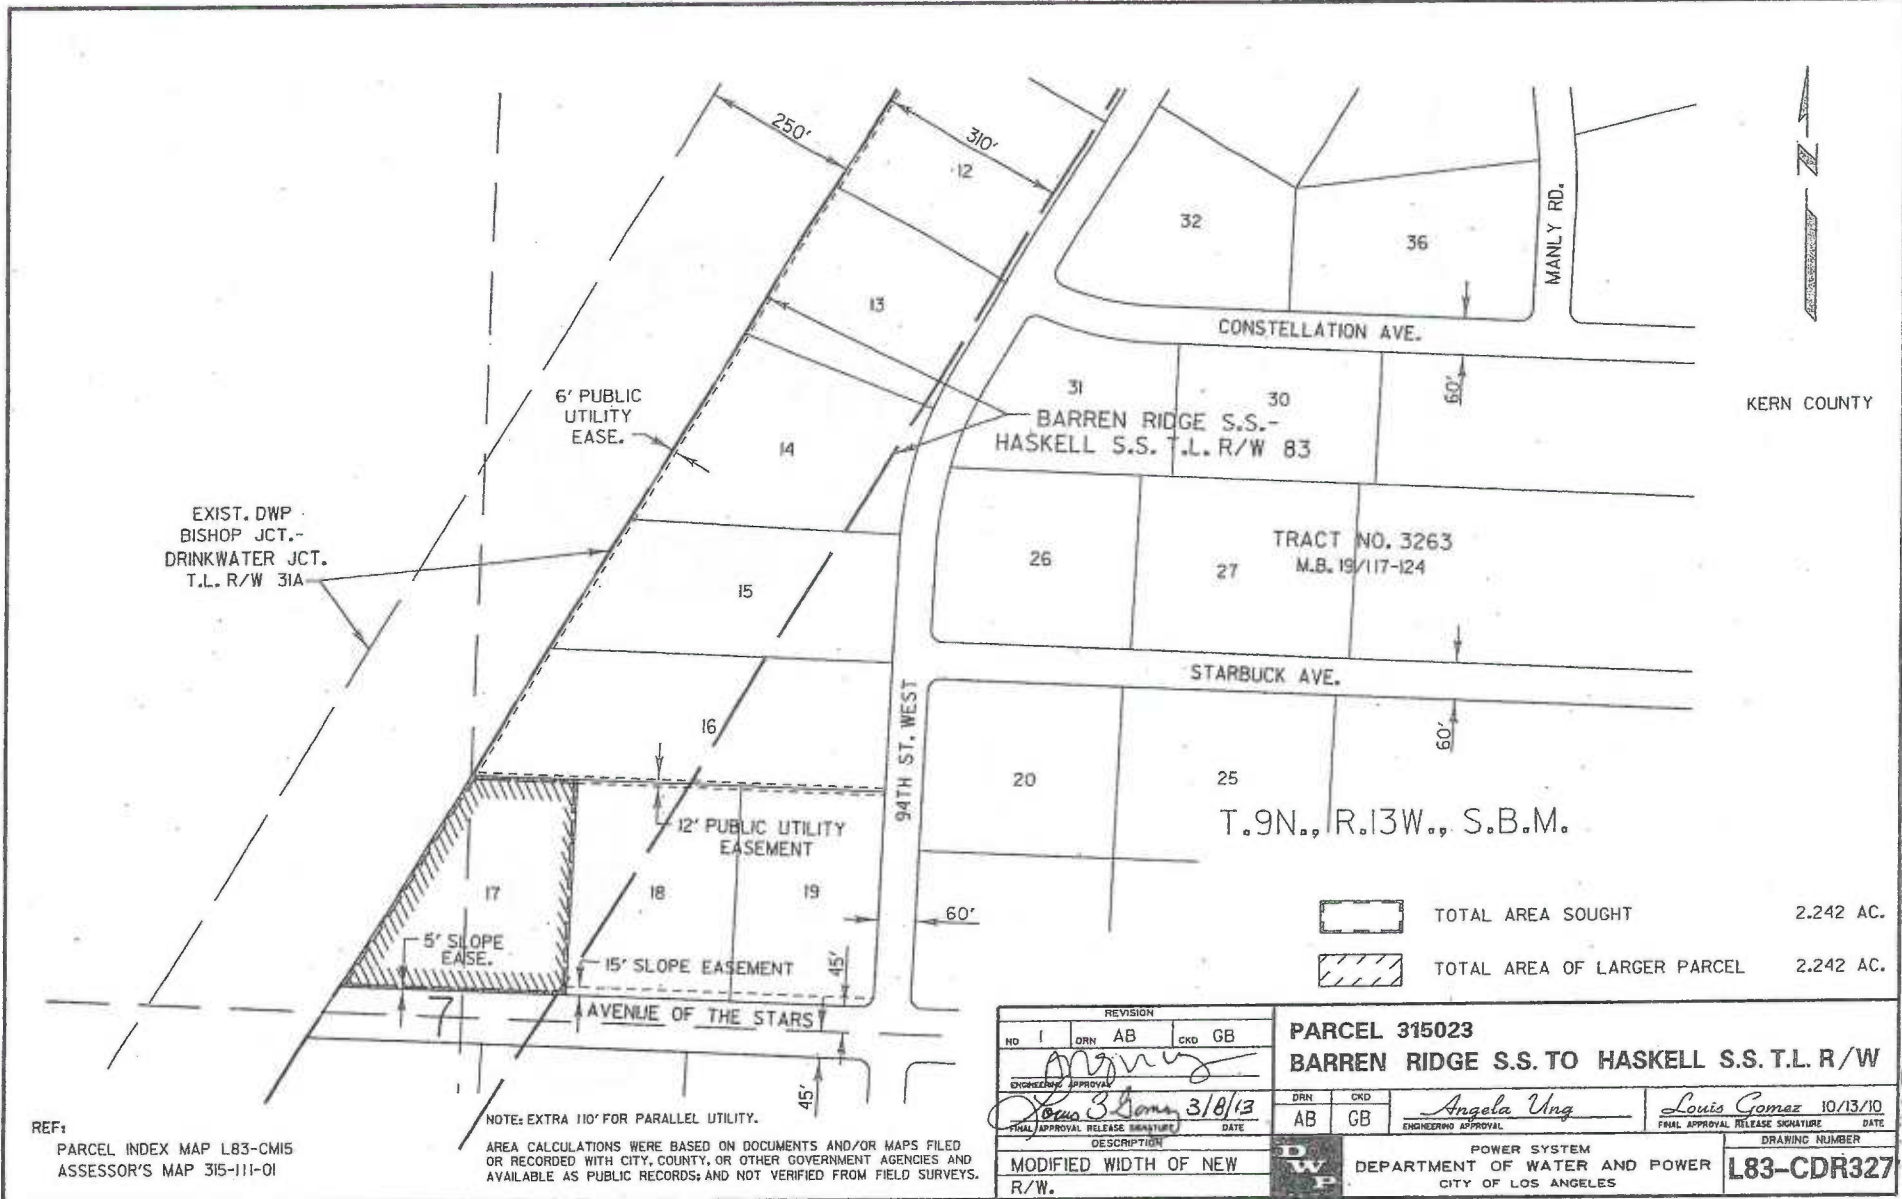 250'
310'
12
32
36
MANLY RD.
N
13
CONSTELLATION AVE.
6' PUBLIC
UTILITY
EASE.
31
30
60'
KERN COUNTY
BARREN RIDGE S.S.-
HASKELL S.S. T.L. R/W 83
14
EXIST. DWP
BISHOP JCT.-
DRINKWATER JCT.
T.L. R/W 31A
26
27
TRACT NO. 3263
M.B. 19/117-124
15
STARBUCK AVE.
16
94TH ST. WEST
60'
20
25
T.9N., R.13W., S.B.M.
12' PUBLIC UTILITY
EASEMENT
17
18
19
60'
5' SLOPE
EASE.
15' SLOPE EASEMENT
45'
7
AVENUE OF THE STARS
45'
TOTAL AREA SOUGHT 2.242 AC.
TOTAL AREA OF LARGER PARCEL 2.242 AC.
REF:
PARCEL INDEX MAP L83-CM15
ASSESSOR'S MAP 315-111-01
NOTE: EXTRA 110' FOR PARALLEL UTILITY.
AREA CALCULATIONS WERE BASED ON DOCUMENTS AND/OR MAPS FILED
OR RECORDED WITH CITY, COUNTY, OR OTHER GOVERNMENT AGENCIES AND
AVAILABLE AS PUBLIC RECORDS; AND NOT VERIFIED FROM FIELD SURVEYS.
REVISION
NO 1 DRN AB CKD GB
ENGINEERING APPROVAL
Louis Gomez 3/8/13
FINAL APPROVAL RELEASE SIGNATURE DATE
DESCRIPTION
MODIFIED WIDTH OF NEW
R/W.
PARCEL 315023
BARREN RIDGE S.S. TO HASKELL S.S. T.L. R/W
DRN CKD
AB GB Angela Ung Louis Gomez 10/13/10
ENGINEERING APPROVAL FINAL APPROVAL RELEASE SIGNATURE DATE
DWP
POWER SYSTEM
DEPARTMENT OF WATER AND POWER
CITY OF LOS ANGELES
DRAWING NUMBER
L83-CDR327